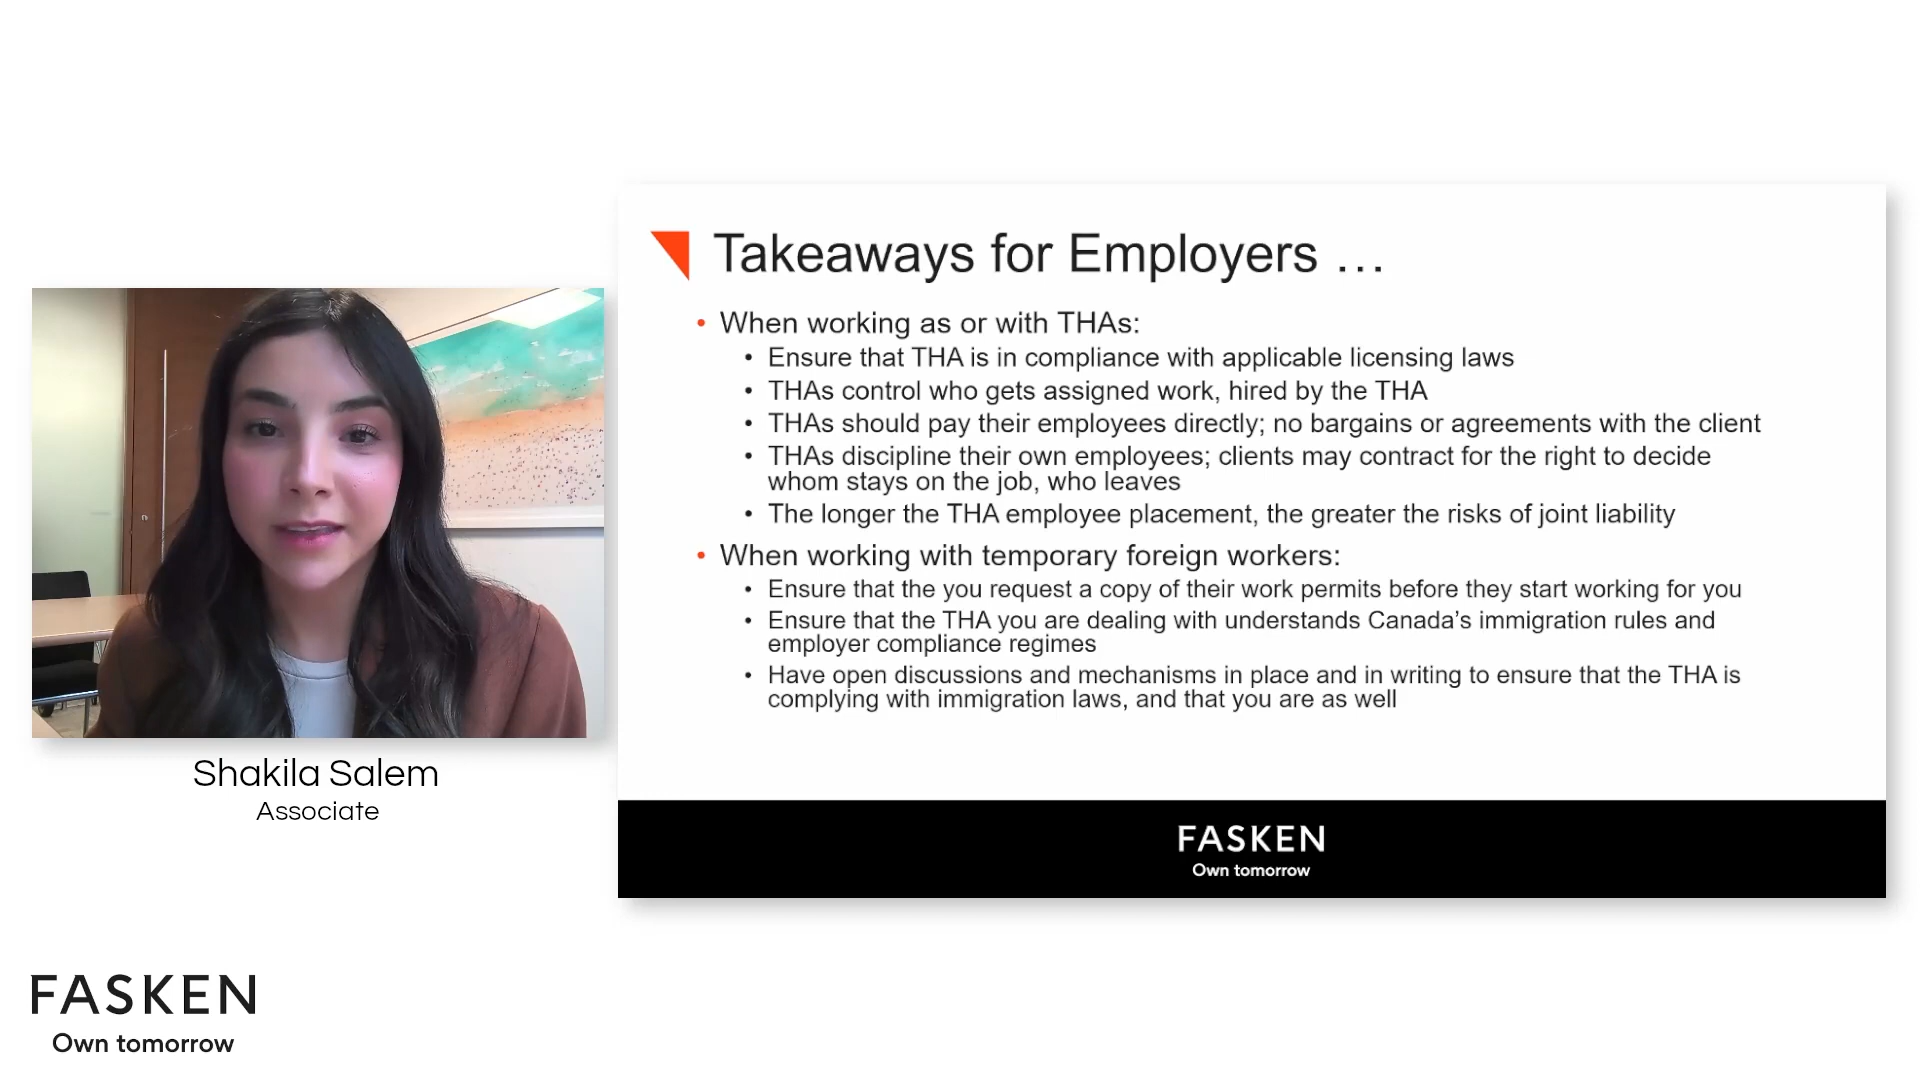 Takeaways for Employers ...
• When working as or with THAs:
• Ensure that THA is in compliance with applicable licensing laws
• THAs control who gets assigned work, hired by the THA
• THAs should pay their employees directly; no bargains or agreements with the client
• THAs discipline their own employees; clients may contract for the right to decide
whom stays on the job, who leaves
• The longer the THA employee placement, the greater the risks of joint liability
• When working with temporary foreign workers:
• Ensure that the you request a copy of their work permits before they start working for you
• Ensure that the THA you are dealing with understands Canada's immigration rules and
employer compliance regimes
• Have open discussions and mechanisms in place and in writing to ensure that the THA is
complying with immigration laws, and that you are as well
FASKEN
Own tomorrow
Shakila Salem
Associate
FASKEN
Own tomorrow